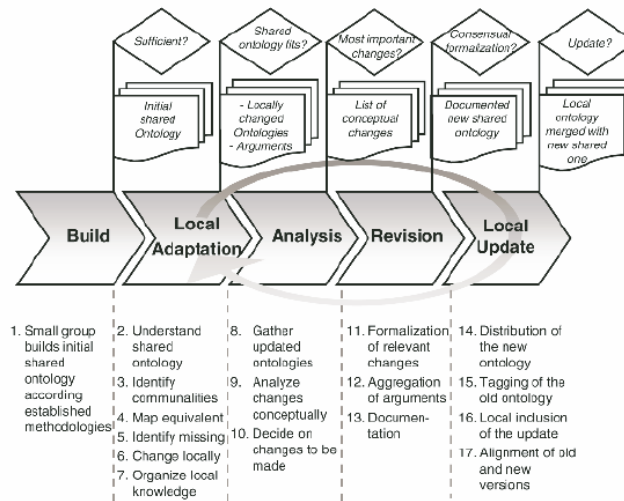 Sufficient?
Shared
ontology fits?
Most important
changes?
Consensual
formalization?
Update?
Initial
shared
Ontology
- Locally
changed
Ontologies
- Arguments
List of
conceptual
changes
Documented
new shared
ontology
Local
ontology
merged with
new shared
one
Build
Local
Adaptation
Analysis
Revision
Local
Update
1. Small group
builds initial
shared
ontology
according
established
methodologies
2. Understand
shared
ontology
3. Identify
communalities
4. Map equivalent
5. Identify missing
6. Change locally
7. Organize local
knowledge
8. Gather
updated
ontologies
9. Analyze
changes
conceptually
10. Decide on
changes to be
made
11. Formalization
of relevant
changes
12. Aggregation
of arguments
13. Documen-
tation
14. Distribution of
the new
ontology
15. Tagging of the
old ontology
16. Local inclusion
of the update
17. Alignment of old
and new
versions